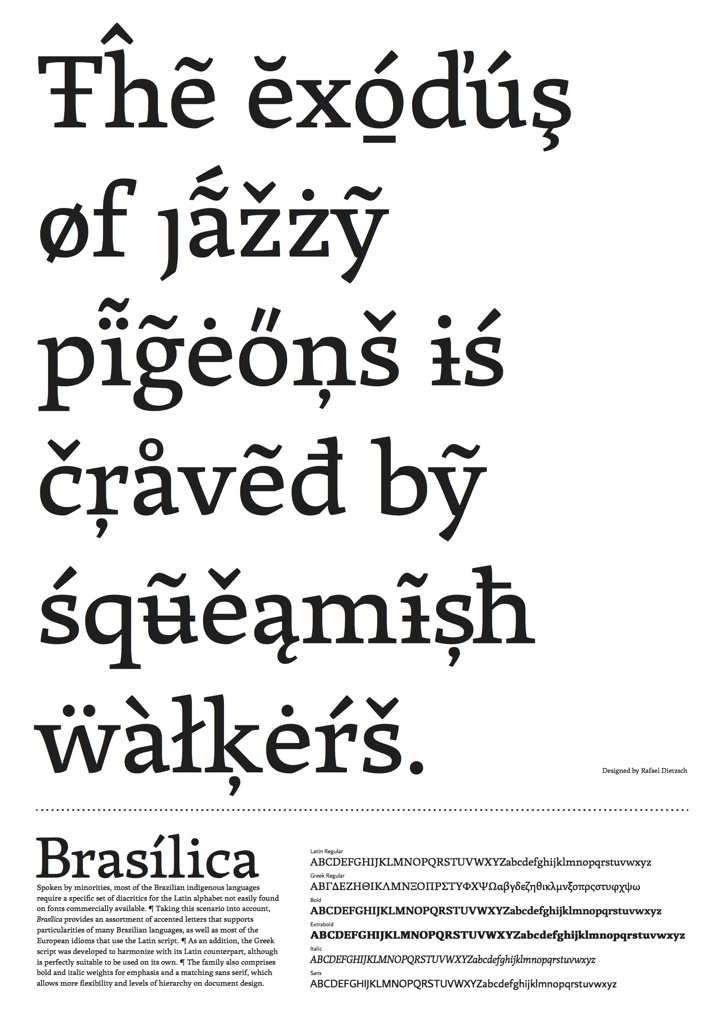 Ŧĥẽ ĕxó̱ďúş
øf ȷã́žżỹ
pï̃g̃ėőņš ɨś
čŗåvẽđ bỹ
śqʉ̃ěąmɨ̃șħ
ẅàłķėŕš.
Designed by Rafael Dietzsch
Brasílica
Spoken by minorities, most of the Brazilian indigenous languages
require a specific set of diacritics for the Latin alphabet not easily found
on fonts commercially available. ¶ Taking this scenario into account,
Brasílica provides an assortment of accented letters that supports
particularities of many Brazilian languages, as well as most of the
European idioms that use the Latin script. ¶ As an addition, the Greek
script was developed to harmonize with its Latin counterpart, although
is perfectly suitable to be used on its own. ¶ The family also comprises
bold and italic weights for emphasis and a matching sans serif, which
allows more flexibility and levels of hierarchy on document design.
Latin Regular
ABCDEFGHIJKLMNOPQRSTUVWXYZabcdefghijklmnopqrstuvwxyz
Greek Regular
ΑΒΓΔΕΖΗΘΙΚΛΜΝΞΟΠΡΣΤΥΦΧΨΩαβγδεζηθικλμνξοπρςστυφχψω
Bold
ABCDEFGHIJKLMNOPQRSTUVWXYZabcdefghijklmnopqrstuvwxyz
Extrabold
ABCDEFGHIJKLMNOPQRSTUVWXYZabcdefghijklmnopqrstuvwxyz
Italic
ABCDEFGHIJKLMNOPQRSTUVWXYZabcdefghijklmnopqrstuvwxyz
Sans
ABCDEFGHIJKLMNOPQRSTUVWXYZabcdefghijklmnopqrstuvwxyz